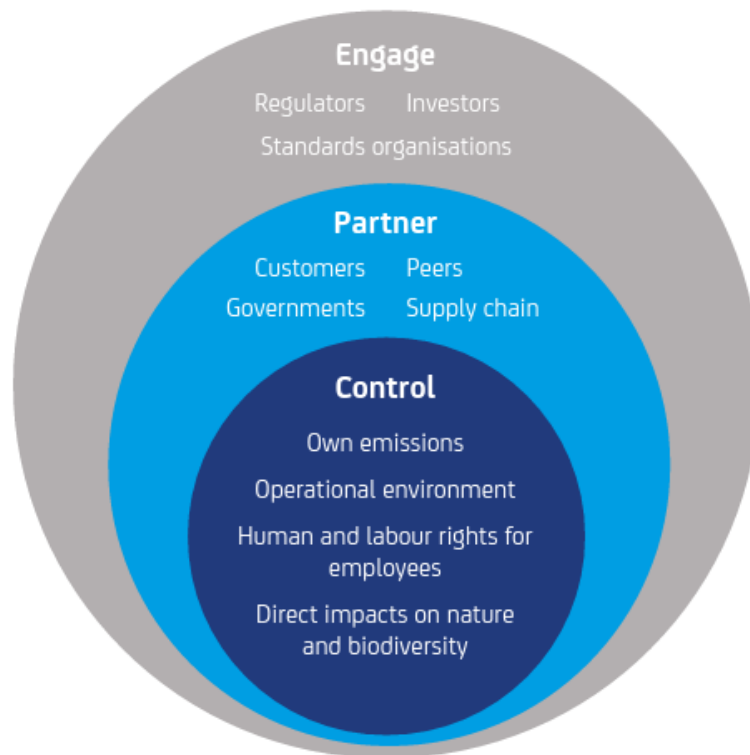 Engage
Regulators Investors
Standards organisations
Partner
Customers Peers
Governments Supply chain
Control
Own emissions
Operational environment
Human and labour rights for
employees
Direct impacts on nature
and biodiversity